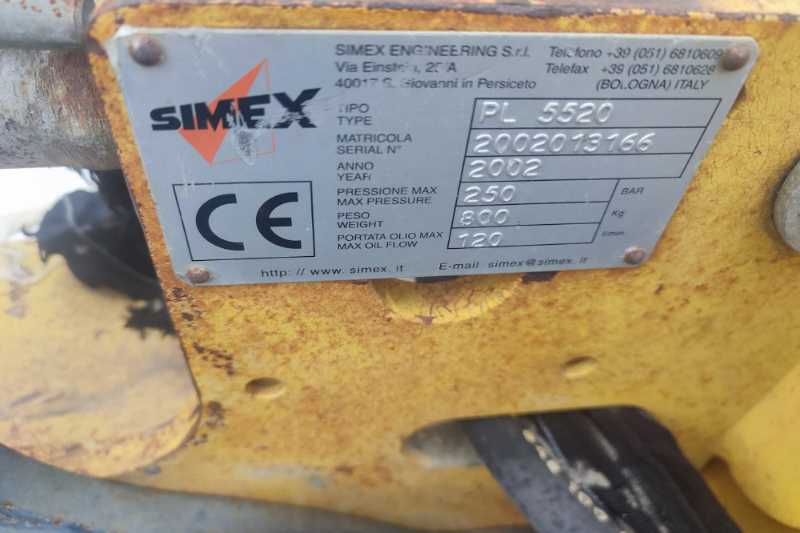 SIMEX
SIMEX ENGINEERING S.r.l.
Via Einstein, 25/A
40017 S. Giovanni in Persiceto
Telefono +39 (051) 6810609
Telefax +39 (051) 6810628
(BOLOGNA) ITALY
TIPO
TYPE
PL 5520
MATRICOLA
SERIAL N°
2002013166
ANNO
YEAR
2002
PRESSIONE MAX
MAX PRESSURE
250
BAR
PESO
WEIGHT
800
Kg
PORTATA OLIO MAX
MAX OIL FLOW
120
l/min.
CE
http://www.simex.it
E-mail simex@simex.it